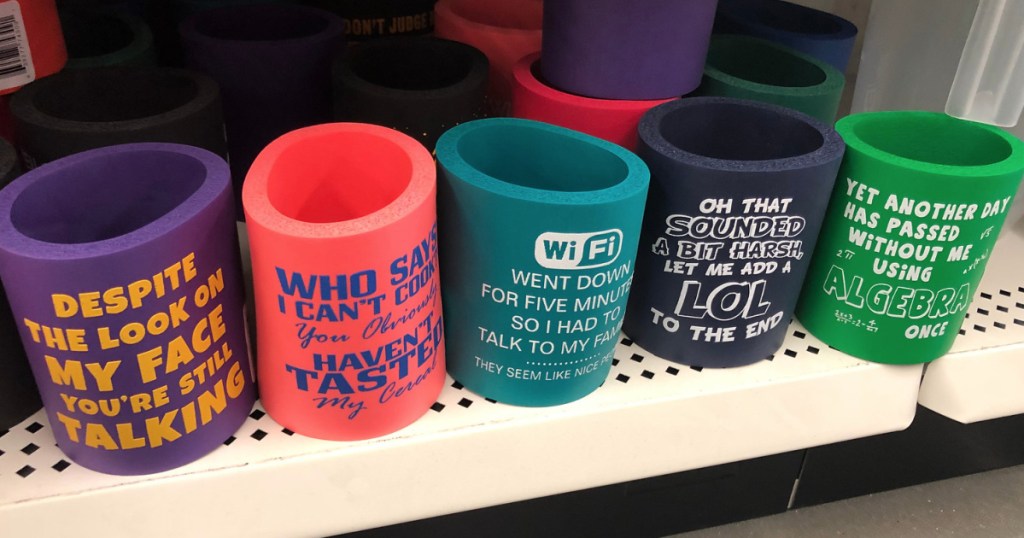 DON'T JUDGE
DESPITE
THE LOOK ON
MY FACE
YOU'RE STILL
TALKING
WHO SAYS
I CAN'T COOK?
You Obviously
HAVEN'T
TASTED
My Cereal
WiFi
WENT DOWN
FOR FIVE MINUTE
SO I HAD TO
TALK TO MY FAM
THEY SEEM LIKE NICE PE
OH THAT
SOUNDED
A BIT HARSH,
LET ME ADD A
LOL
TO THE END
YET ANOTHER DAY
HAS PASSED
WITHOUT ME
USING
ALGEBRA
ONCE